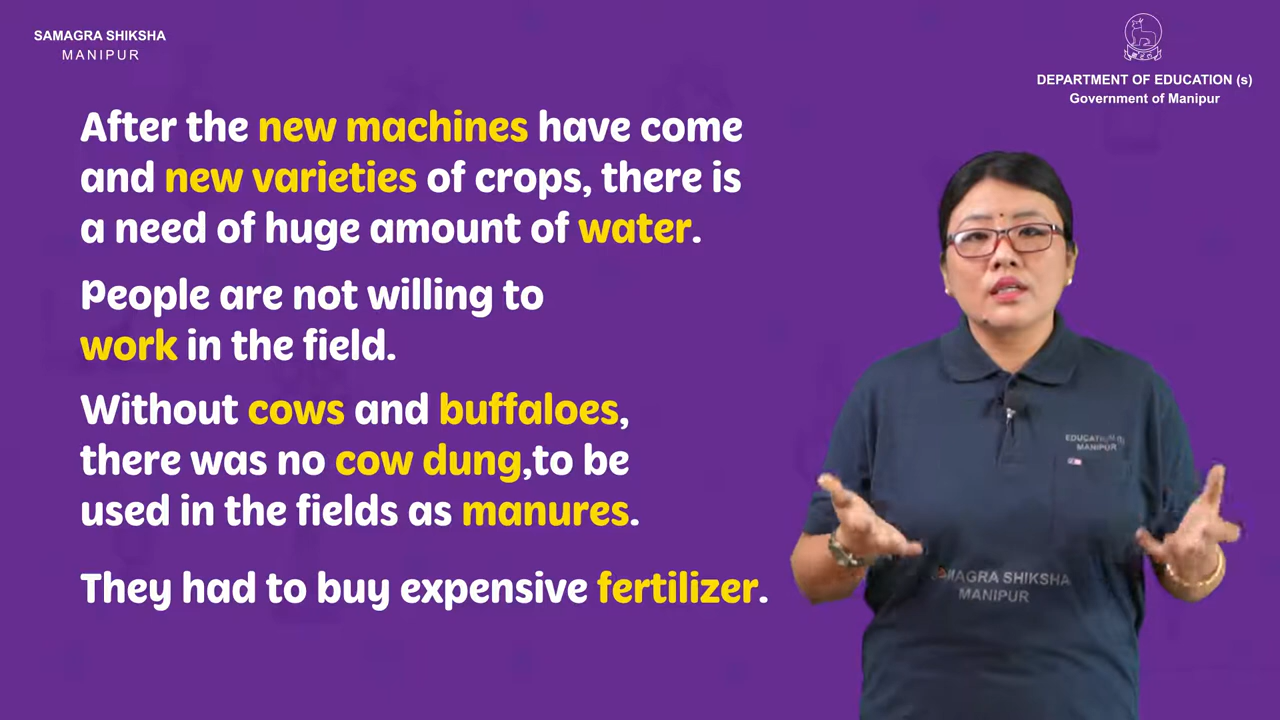 SAMAGRA SHIKSHA
MANIPUR
DEPARTMENT OF EDUCATION (s)
Government of Manipur
After the new machines have come
and new varieties of crops, there is
a need of huge amount of water.
People are not willing to
work in the field.
Without cows and buffaloes,
there was no cow dung,to be
used in the fields as manures.
They had to buy expensive fertilizer.
MANIPUR
SAMAGRA SHIKSHA
MANIPUR